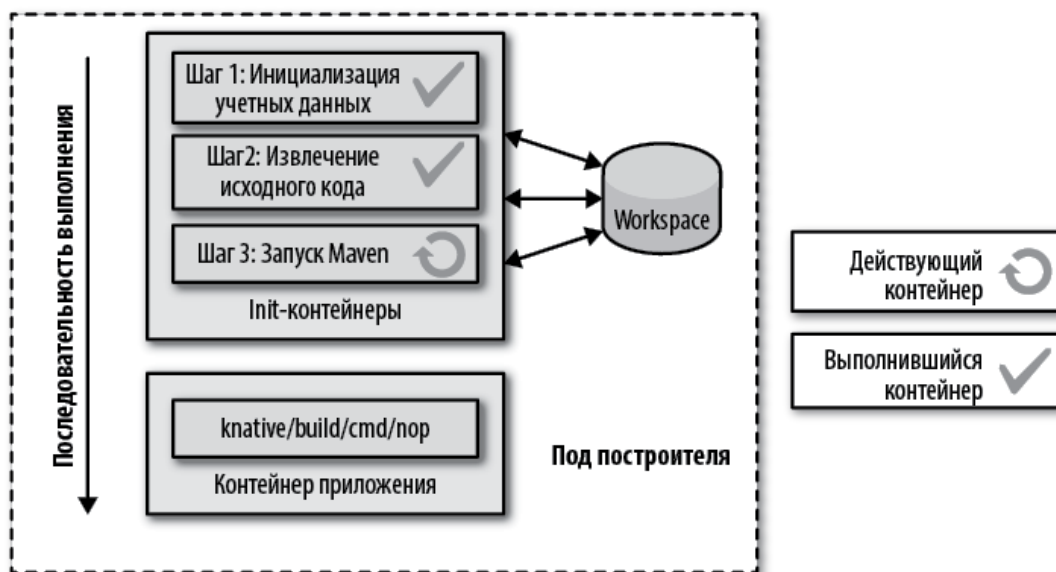 Последовательность выполнения
Шаг 1: Инициализация
учетных данных
Шаг2: Извлечение
исходного кода
Шаг 3: Запуск Maven
Init-контейнеры
Workspace
knative/build/cmd/nop
Контейнер приложения
Под построителя
Действующий
контейнер
Выполнившийся
контейнер